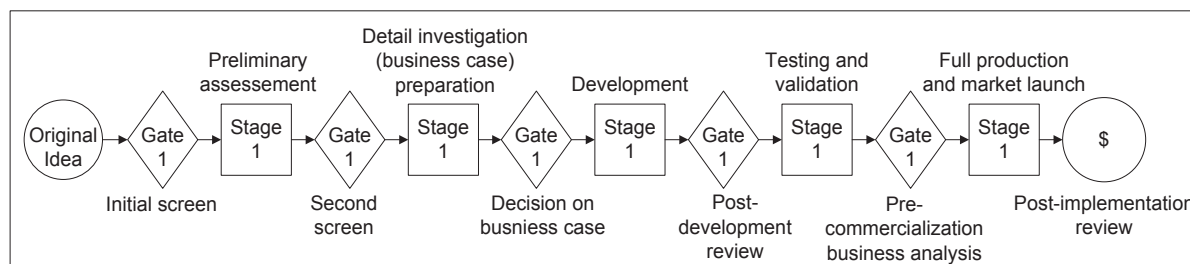 Original
Idea
Gate
1
Initial screen
Preliminary
assessement
Stage
1
Gate
1
Second
screen
Detail investigation
(business case)
preparation
Stage
1
Gate
1
Decision on
busniess case
Development
Stage
1
Gate
1
Post-
development
review
Testing and
validation
Stage
1
Gate
1
Pre-
commercialization
business analysis
Full production
and market launch
Stage
1
$
Post-implementation
review